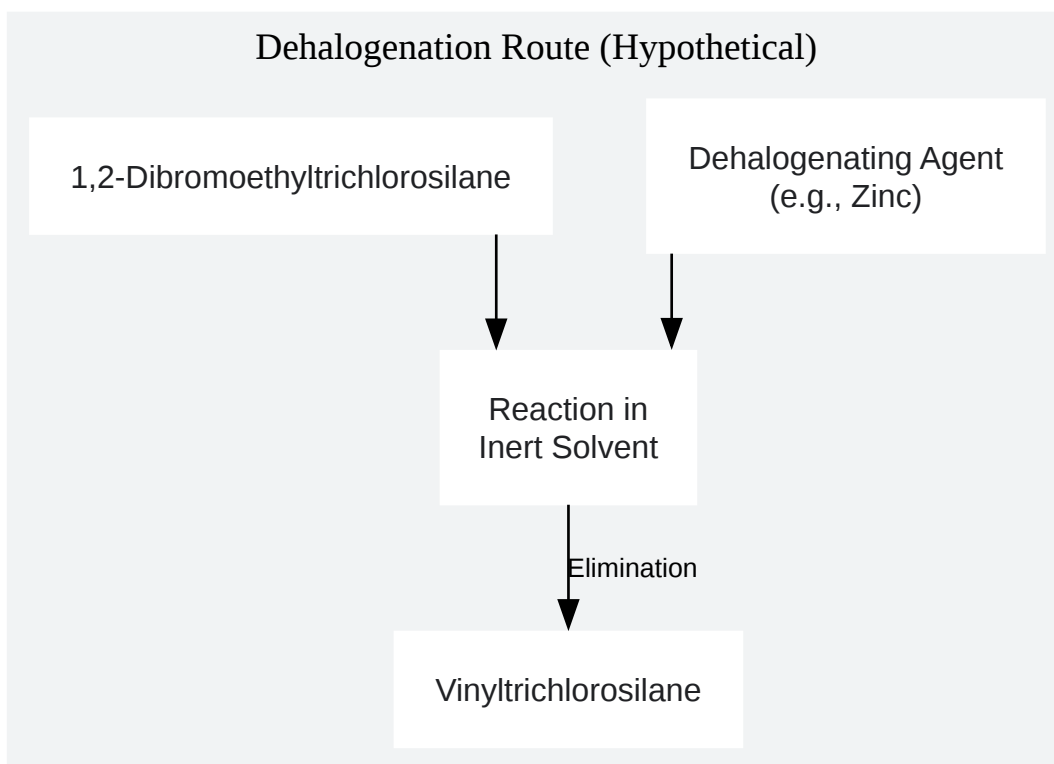 Dehalogenation Route (Hypothetical)
1,2-Dibromoethyltrichlorosilane
Dehalogenating Agent
(e.g., Zinc)
Reaction in
Inert Solvent
Elimination
Vinyltrichlorosilane